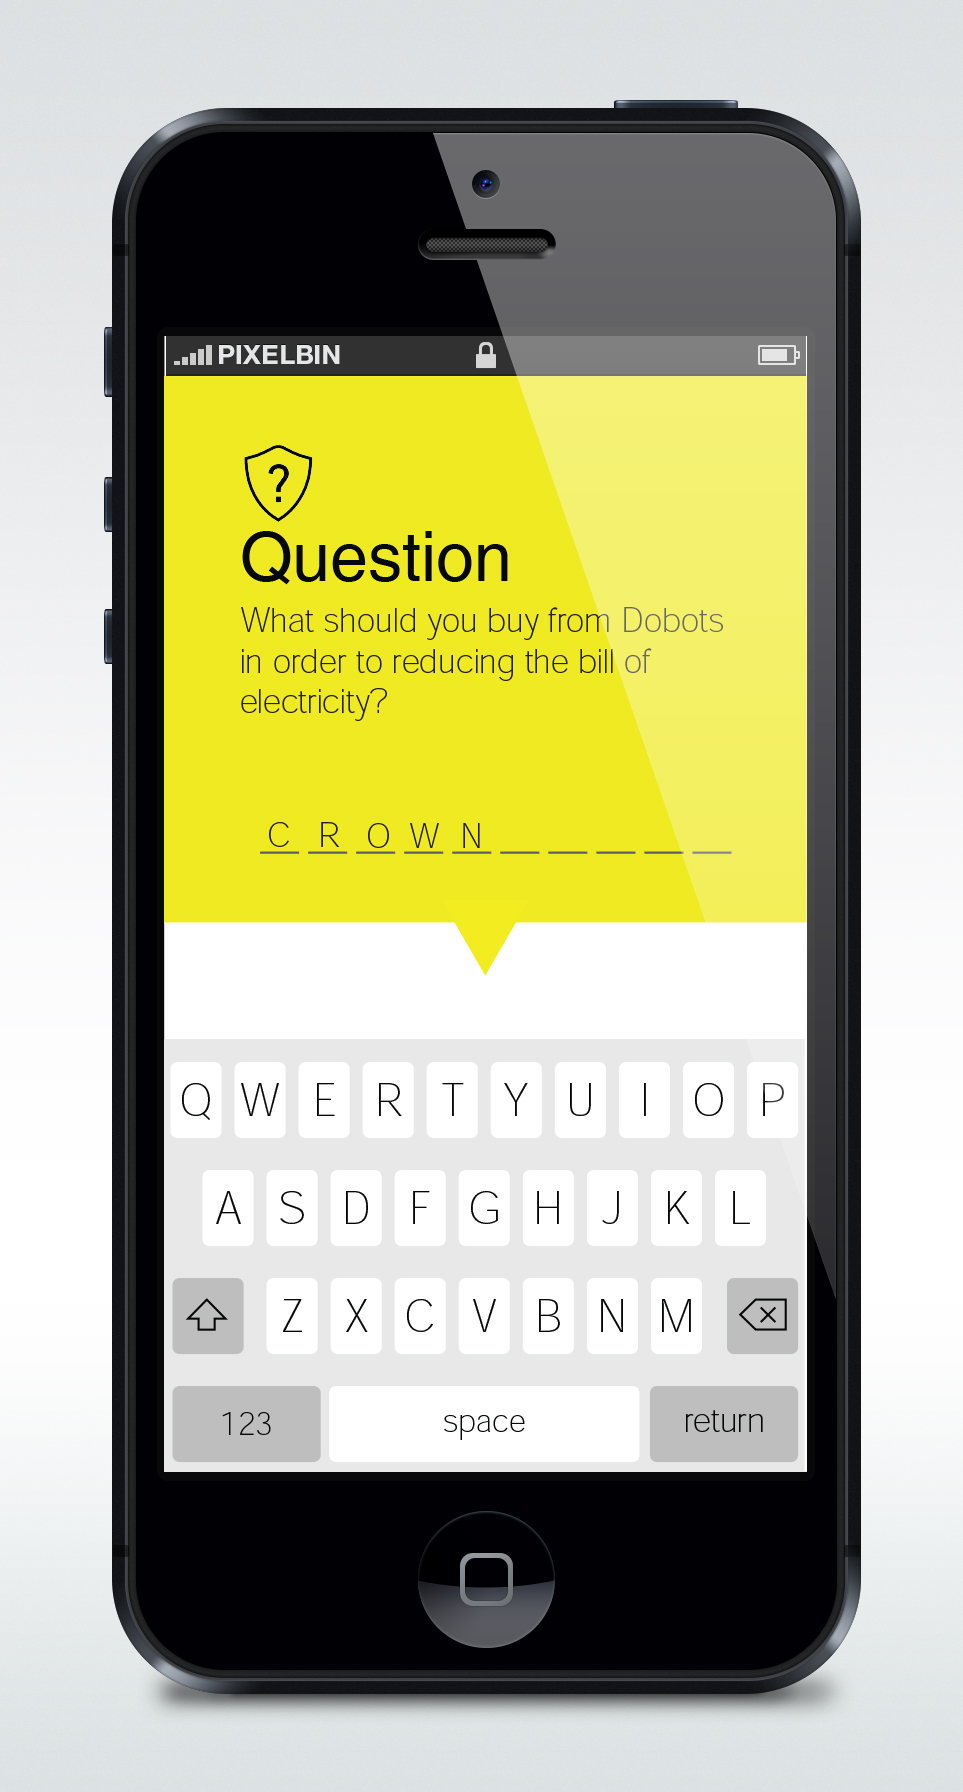 PIXELBIN
?
Question
What should you buy from Dobots
in order to reducing the bill of
electricity?
C R O W N _ _ _ _ _
Q W E R T Y U I O P
A S D F G H J K L
Z X C V B N M
123 space return